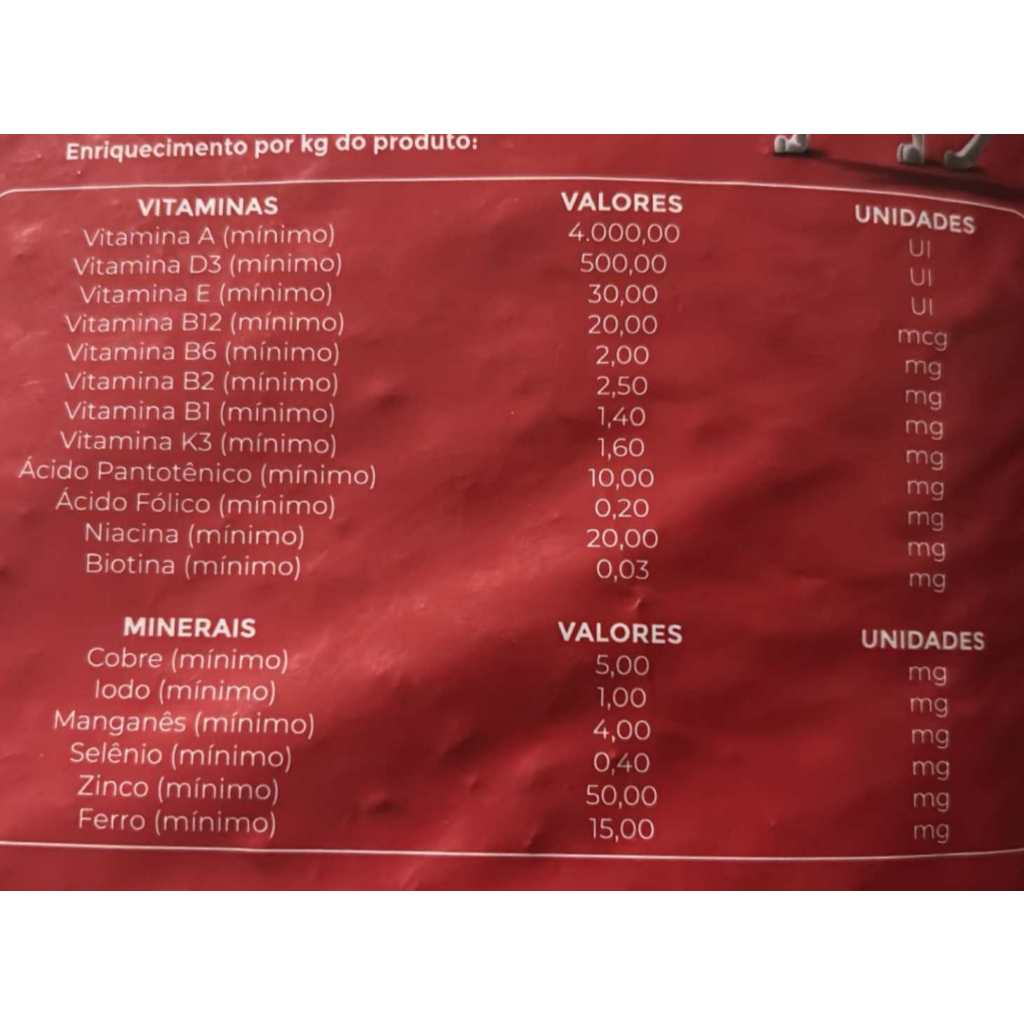 Enriquecimento por kg do produto:
VITAMINAS VALORES UNIDADES
Vitamina A (mínimo) 4.000,00 UI
Vitamina D3 (mínimo) 500,00 UI
Vitamina E (mínimo) 30,00 UI
Vitamina B12 (mínimo) 20,00 mcg
Vitamina B6 (mínimo) 2,00 mg
Vitamina B2 (mínimo) 2,50 mg
Vitamina B1 (mínimo) 1,40 mg
Vitamina K3 (mínimo) 1,60 mg
Ácido Pantotênico (mínimo) 10,00 mg
Ácido Fólico (mínimo) 0,20 mg
Niacina (mínimo) 20,00 mg
Biotina (mínimo) 0,03 mg
MINERAIS VALORES UNIDADES
Cobre (mínimo) 5,00 mg
Iodo (mínimo) 1,00 mg
Manganês (mínimo) 4,00 mg
Selênio (mínimo) 0,40 mg
Zinco (mínimo) 50,00 mg
Ferro (mínimo) 15,00 mg